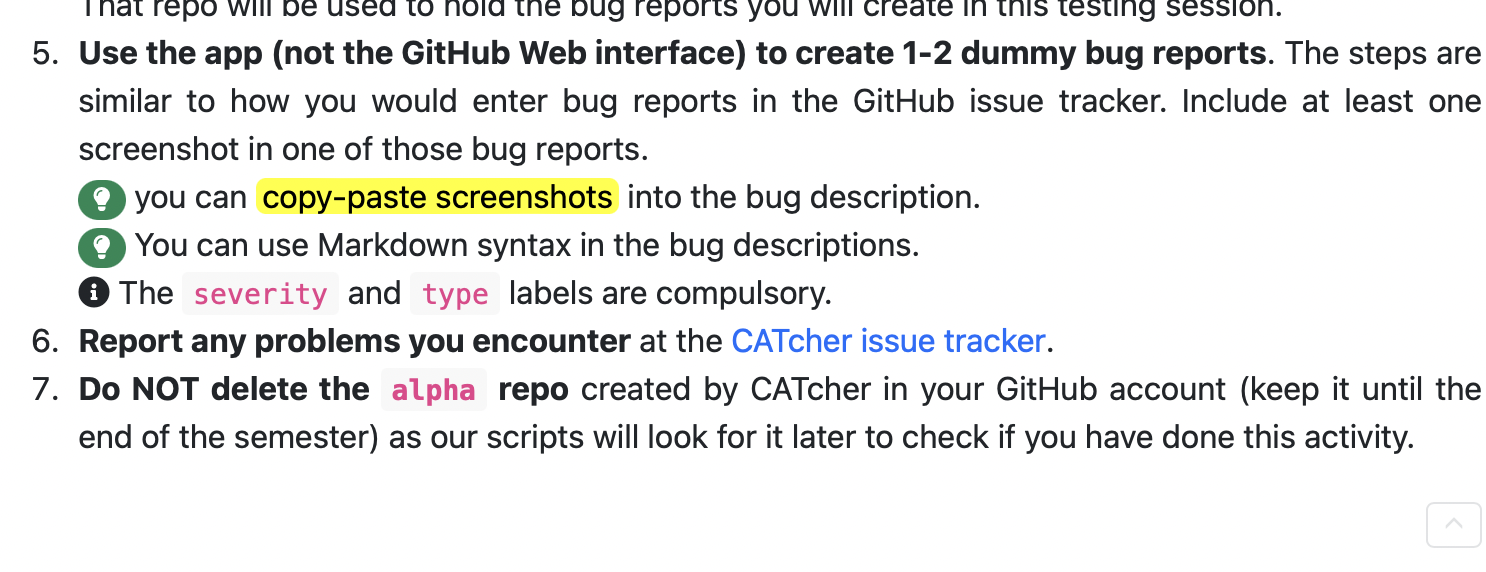 That repo will be used to hold the bug reports you will create in this testing session.
5. Use the app (not the GitHub Web interface) to create 1-2 dummy bug reports. The steps are
similar to how you would enter bug reports in the GitHub issue tracker. Include at least one
screenshot in one of those bug reports.
you can copy-paste screenshots into the bug description.
You can use Markdown syntax in the bug descriptions.
The severity and type labels are compulsory.
6. Report any problems you encounter at the CATcher issue tracker.
7. Do NOT delete the alpha repo created by CATcher in your GitHub account (keep it until the
end of the semester) as our scripts will look for it later to check if you have done this activity.